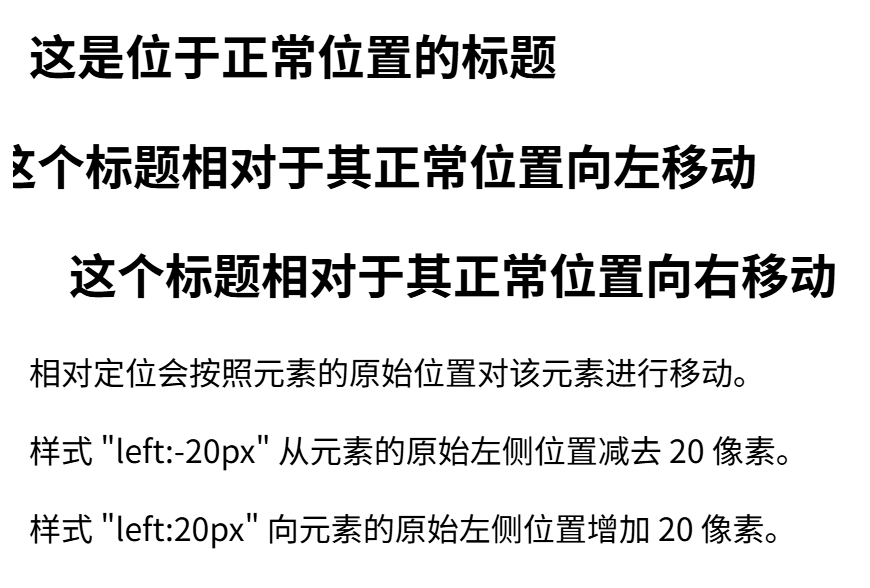 这是位于正常位置的标题
这个标题相对于其正常位置向左移动
这个标题相对于其正常位置向右移动
相对定位会按照元素的原始位置对该元素进行移动。
样式 "left:-20px" 从元素的原始左侧位置减去 20 像素。
样式 "left:20px" 向元素的原始左侧位置增加 20 像素。